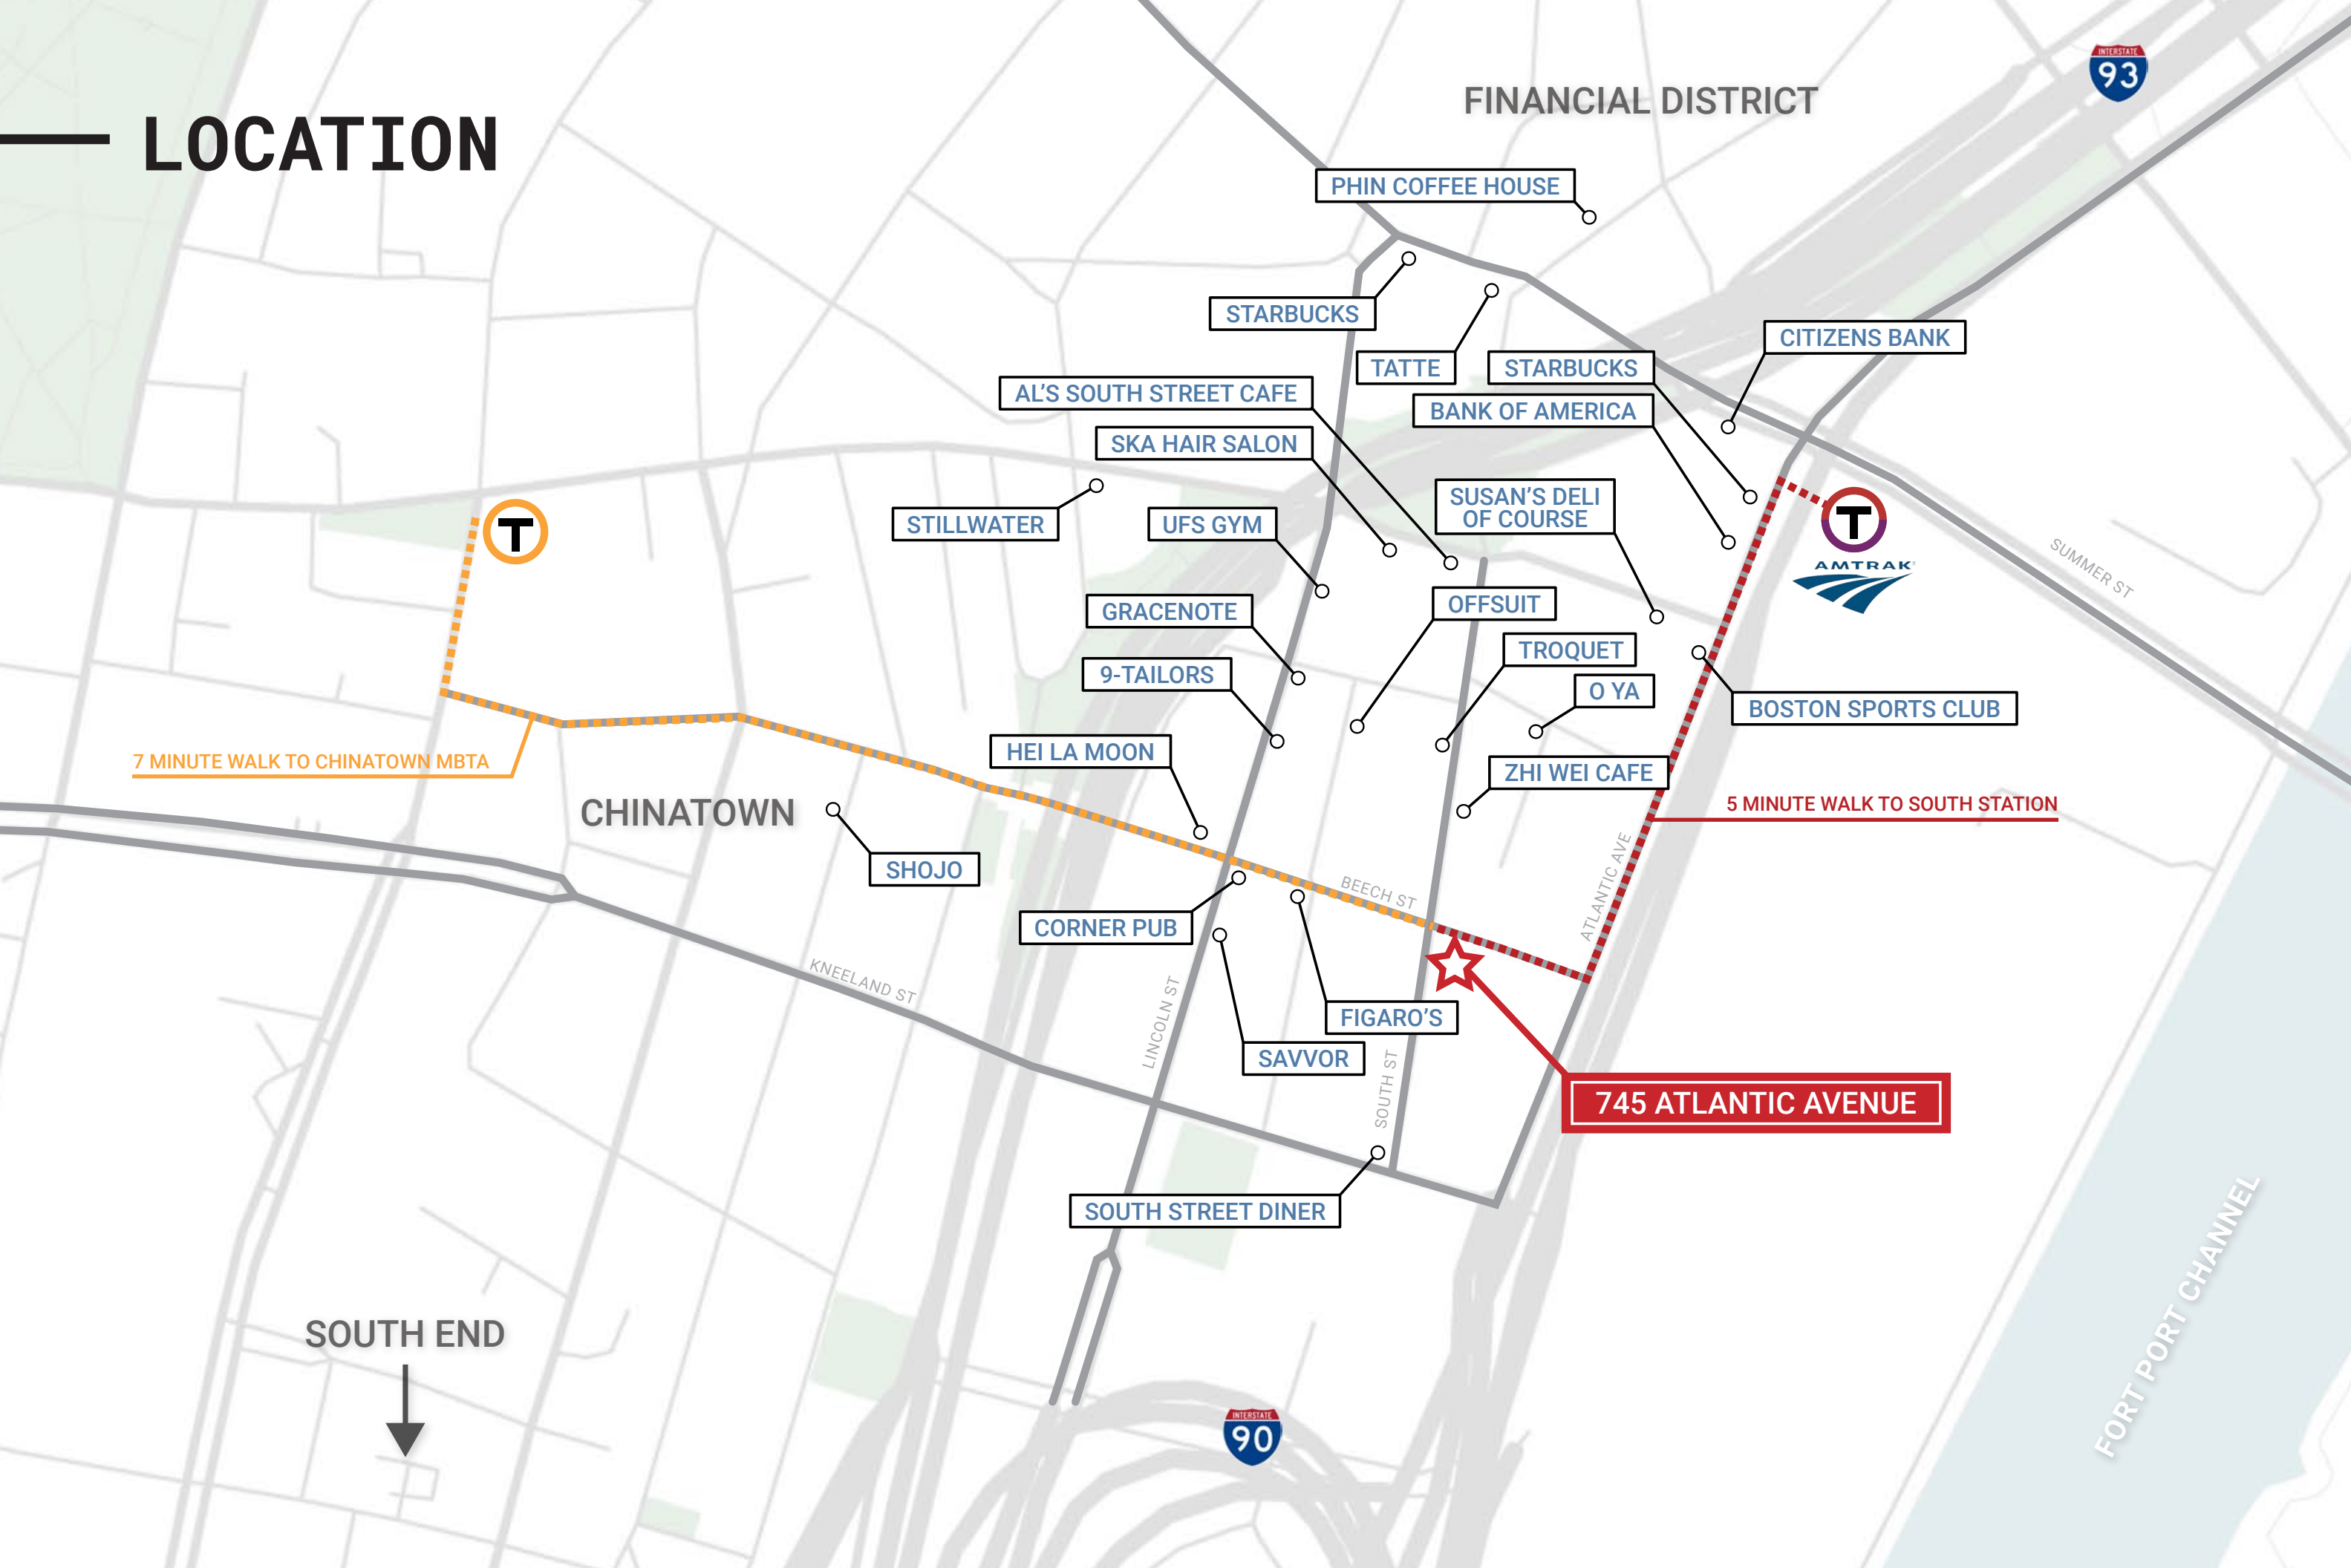 LOCATION
FINANCIAL DISTRICT
INTERSTATE
93
PHIN COFFEE HOUSE
STARBUCKS
TATTE
STARBUCKS
CITIZENS BANK
AL'S SOUTH STREET CAFE
BANK OF AMERICA
SKA HAIR SALON
STILLWATER
UFS GYM
SUSAN'S DELI
OF COURSE
T
T
AMTRAK
SUMMER ST
GRACENOTE
OFFSUIT
9-TAILORS
TROQUET
O YA
BOSTON SPORTS CLUB
HEI LA MOON
ZHI WEI CAFE
7 MINUTE WALK TO CHINATOWN MBTA
CHINATOWN
5 MINUTE WALK TO SOUTH STATION
SHOJO
BEECH ST
ATLANTIC AVE
CORNER PUB
KNEELAND ST
LINCOLN ST
FIGARO'S
SAVVOR
SOUTH ST
745 ATLANTIC AVENUE
SOUTH STREET DINER
SOUTH END
FORT PORT CHANNEL
INTERSTATE
90